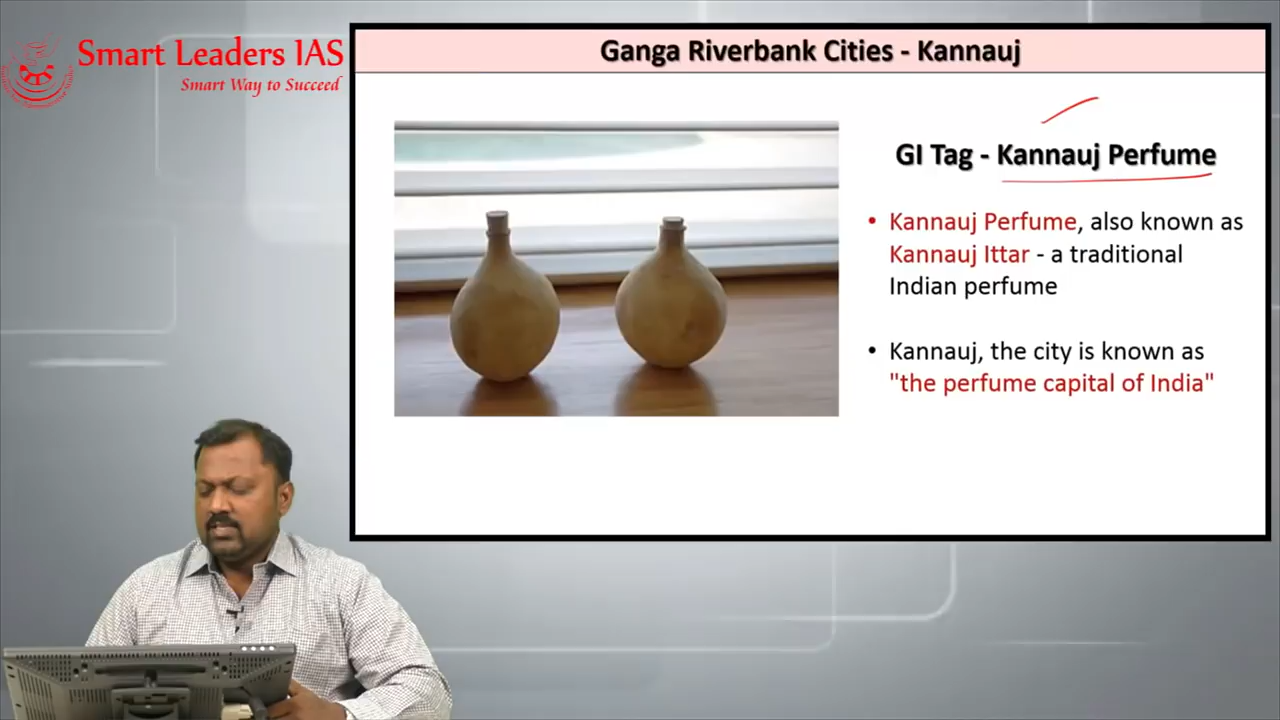 Smart Leaders IAS
Smart Way to Succeed
Ganga Riverbank Cities - Kannauj
GI Tag - Kannauj Perfume
• Kannauj Perfume, also known as
Kannauj Ittar - a traditional
Indian perfume
• Kannauj, the city is known as
"the perfume capital of India"